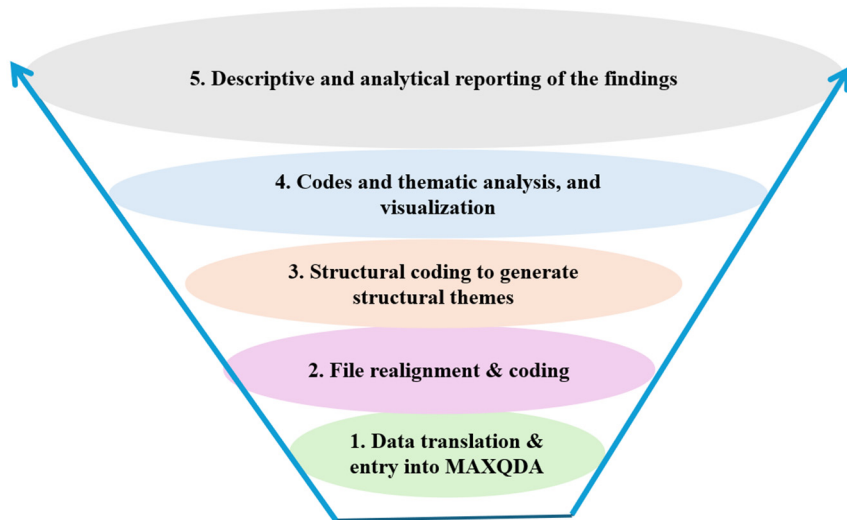 5. Descriptive and analytical reporting of the findings
4. Codes and thematic analysis, and
visualization
3. Structural coding to generate
structural themes
2. File realignment & coding
1. Data translation &
entry into MAXQDA